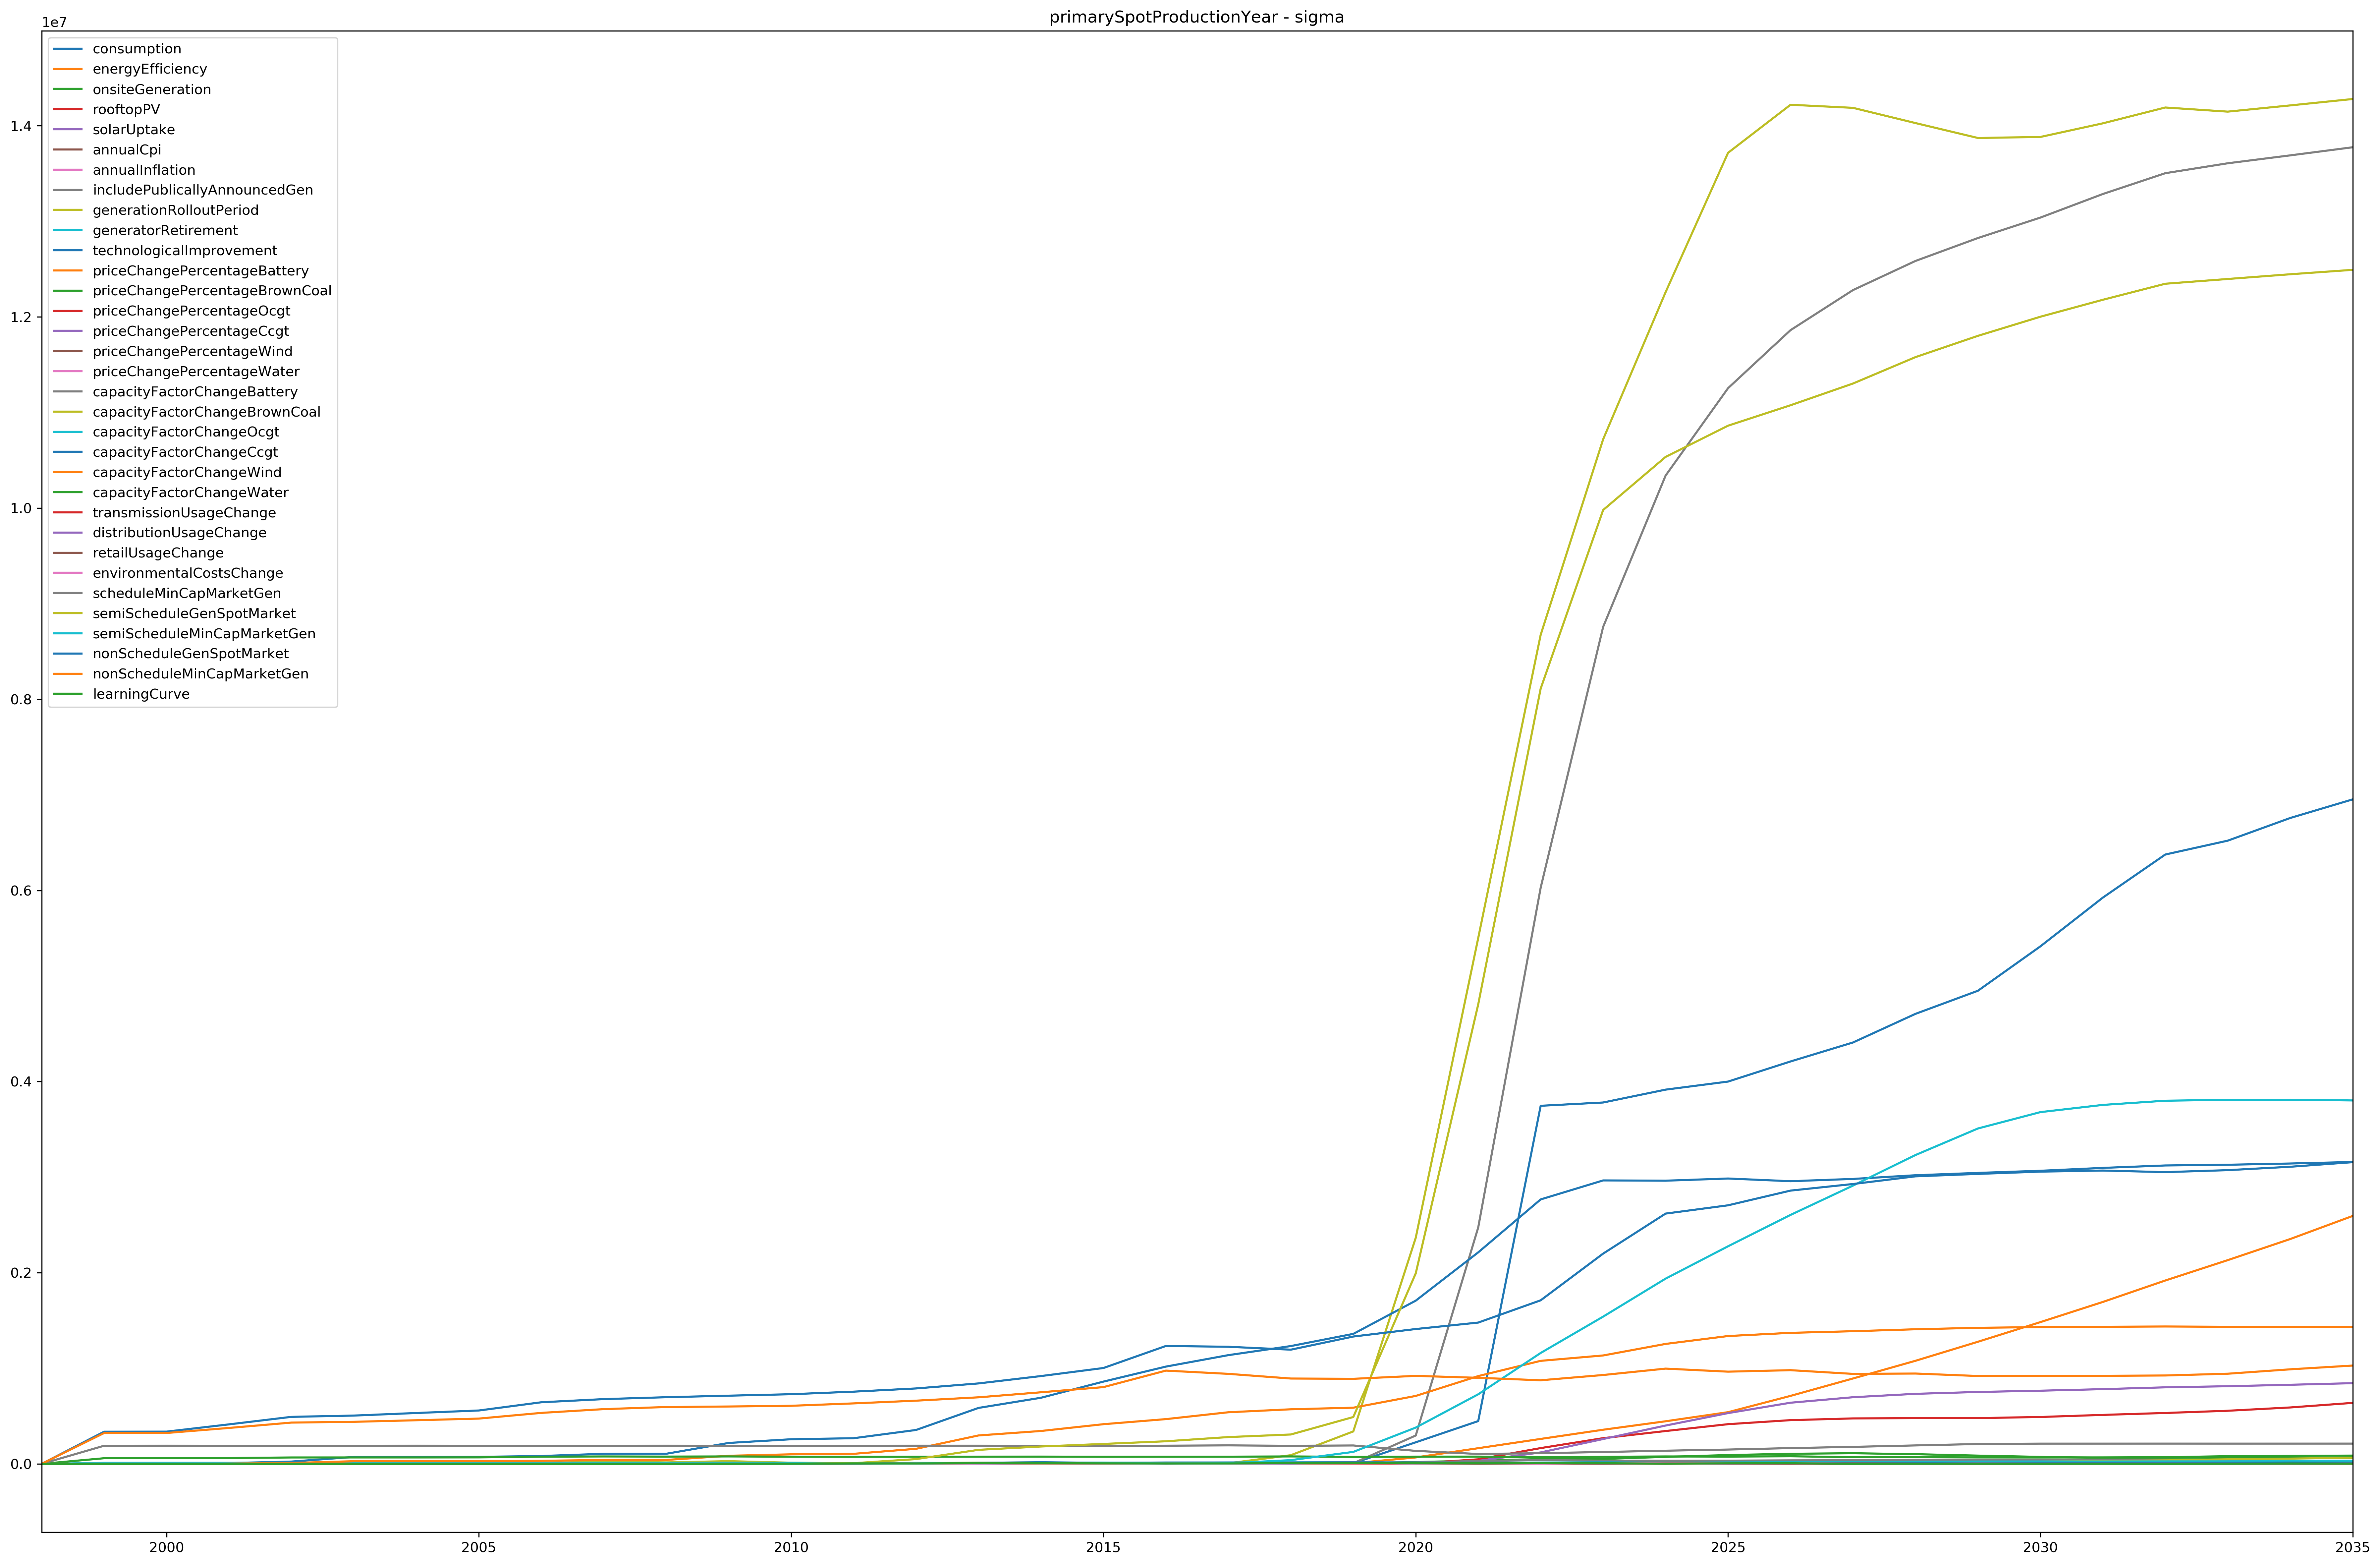 primarySpotProductionYear - sigma
1e7
consumption
energyEfficiency
onsiteGeneration
rooftopPV
solarUptake
annualCpi
annualInflation
includePublicallyAnnouncedGen
generationRolloutPeriod
generatorRetirement
technologicalImprovement
priceChangePercentageBattery
priceChangePercentageBrownCoal
priceChangePercentageOcgt
priceChangePercentageCcgt
priceChangePercentageWind
priceChangePercentageWater
capacityFactorChangeBattery
capacityFactorChangeBrownCoal
capacityFactorChangeOcgt
capacityFactorChangeCcgt
capacityFactorChangeWind
capacityFactorChangeWater
transmissionUsageChange
distributionUsageChange
retailUsageChange
environmentalCostsChange
scheduleMinCapMarketGen
semiScheduleGenSpotMarket
semiScheduleMinCapMarketGen
nonScheduleGenSpotMarket
nonScheduleMinCapMarketGen
learningCurve
1.4
1.2
1.0
0.8
0.6
0.4
0.2
0.0
2000 2005 2010 2015 2020 2025 2030 2035